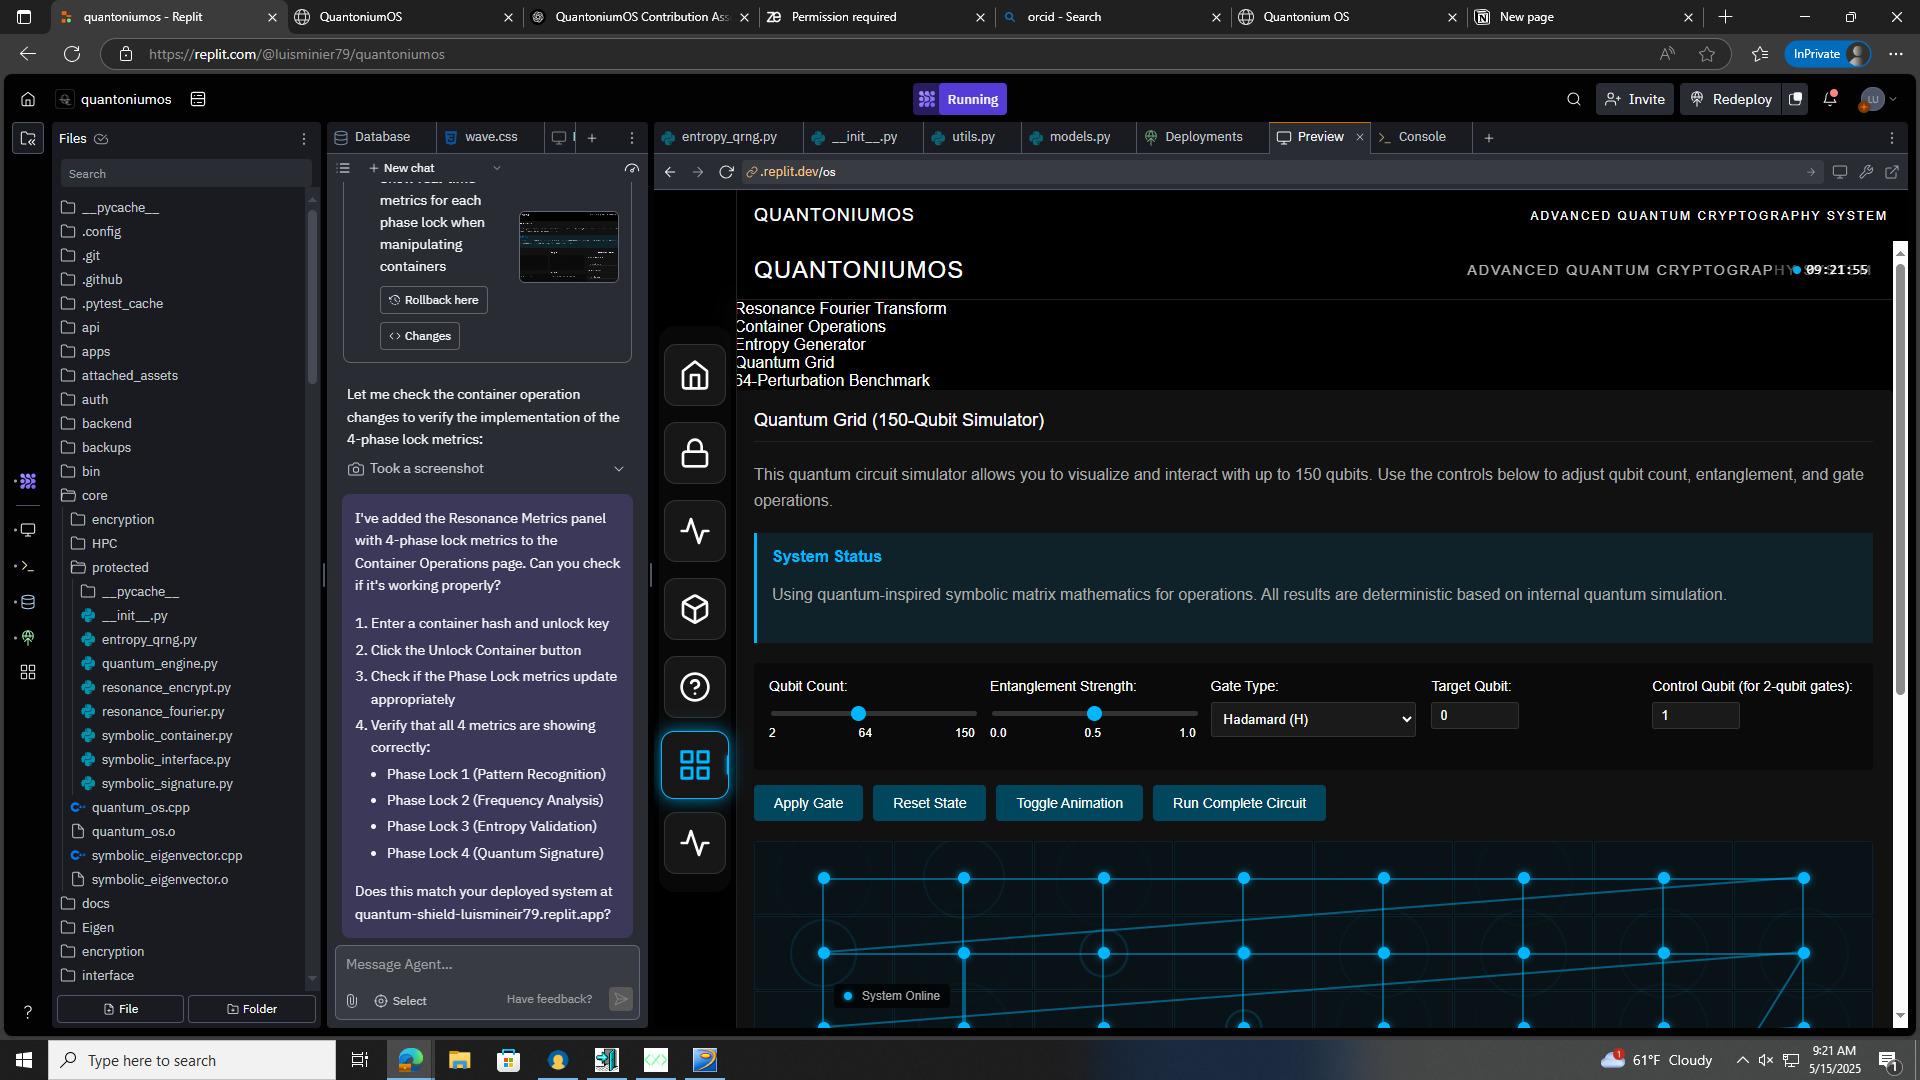 quantoniumos - Replit
QuantoniumOS
QuantoniumOS Contribution Ass
Permission required
orcid - Search
Quantonium OS
New page
https://replit.com/@luisminier79/quantoniumos
InPrivate
quantoniumos
Running
Invite
Redeploy
LU
Files
Search
__pycache__
.config
.git
.github
.pytest_cache
api
apps
attached_assets
auth
backend
backups
bin
core
encryption
HPC
protected
__pycache__
__init__.py
entropy_qrng.py
quantum_engine.py
resonance_encrypt.py
resonance_fourier.py
symbolic_container.py
symbolic_interface.py
symbolic_signature.py
quantum_os.cpp
quantum_os.o
symbolic_eigenvector.cpp
symbolic_eigenvector.o
docs
Eigen
encryption
interface
File
Folder
Database
wave.css
New chat
metrics for each
phase lock when
manipulating
containers
Rollback here
Changes
Let me check the container operation
changes to verify the implementation of the
4-phase lock metrics:
Took a screenshot
I've added the Resonance Metrics panel
with 4-phase lock metrics to the
Container Operations page. Can you check
if it's working properly?
1. Enter a container hash and unlock key
2. Click the Unlock Container button
3. Check if the Phase Lock metrics update
appropriately
4. Verify that all 4 metrics are showing
correctly:
• Phase Lock 1 (Pattern Recognition)
• Phase Lock 2 (Frequency Analysis)
• Phase Lock 3 (Entropy Validation)
• Phase Lock 4 (Quantum Signature)
Does this match your deployed system at
quantum-shield-luismineir79.replit.app?
Message Agent...
Select
Have feedback?
entropy_qrng.py
__init__.py
utils.py
models.py
Deployments
Preview
Console
.replit.dev/os
QUANTONIUMOS
ADVANCED QUANTUM CRYPTOGRAPHY SYSTEM
QUANTONIUMOS
ADVANCED QUANTUM CRYPTOGRAPHY SYSTEM
09:21:55
Resonance Fourier Transform
Container Operations
Entropy Generator
Quantum Grid
64-Perturbation Benchmark
Quantum Grid (150-Qubit Simulator)
This quantum circuit simulator allows you to visualize and interact with up to 150 qubits. Use the controls below to adjust qubit count, entanglement, and gate
operations.
System Status
Using quantum-inspired symbolic matrix mathematics for operations. All results are deterministic based on internal quantum simulation.
Qubit Count:
Entanglement Strength:
Gate Type:
Target Qubit:
Control Qubit (for 2-qubit gates):
2
64
150
0.0
0.5
1.0
Hadamard (H)
0
1
Apply Gate
Reset State
Toggle Animation
Run Complete Circuit
System Online
Type here to search
61°F Cloudy
9:21 AM
5/15/2025
1